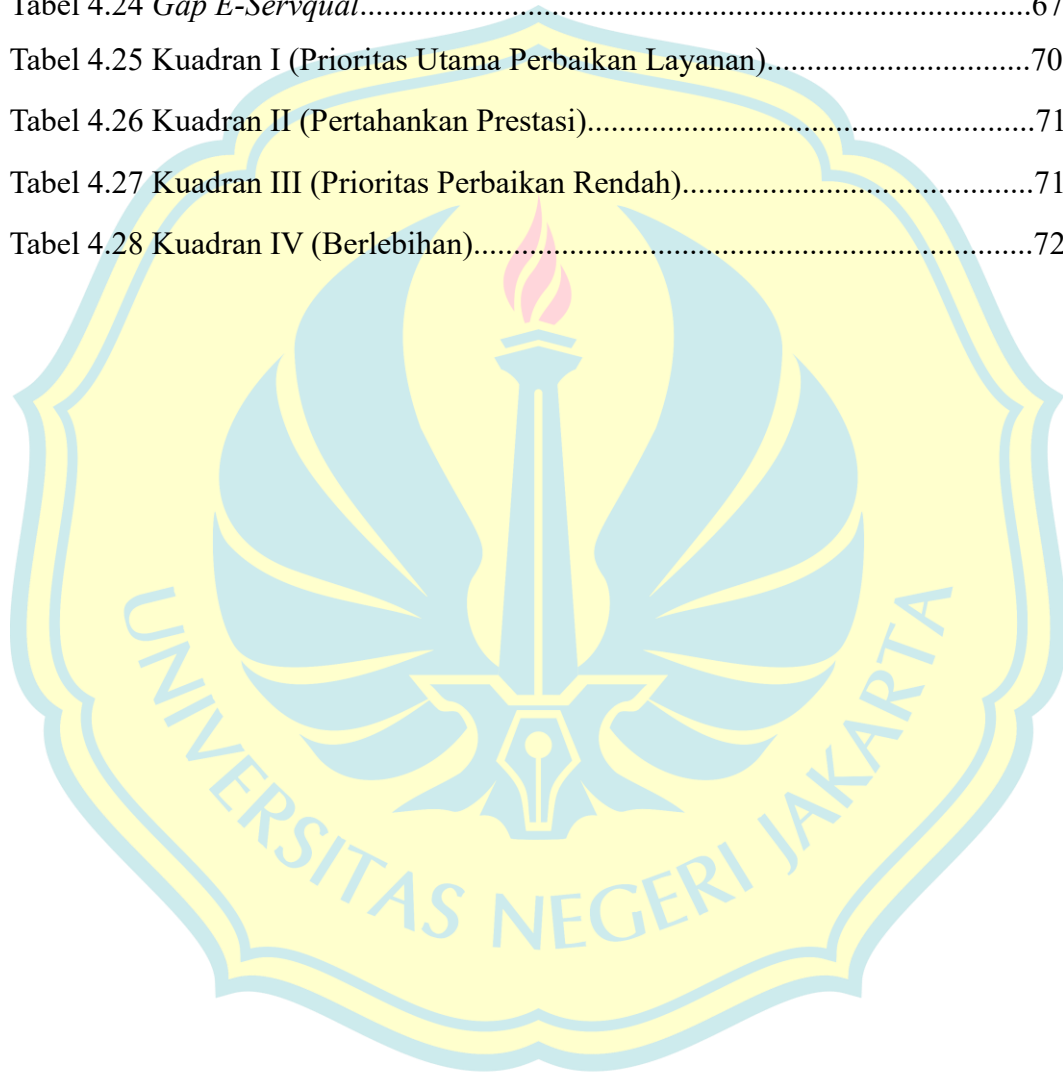 Tabel 4.24 Gap E-Servqual....................................................................................67
Tabel 4.25 Kuadran I (Prioritas Utama Perbaikan Layanan).................................70
Tabel 4.26 Kuadran II (Pertahankan Prestasi)........................................................71
Tabel 4.27 Kuadran III (Prioritas Perbaikan Rendah)............................................71
Tabel 4.28 Kuadran IV (Berlebihan)......................................................................72
UNIVERSITAS NEGERI JAKARTA